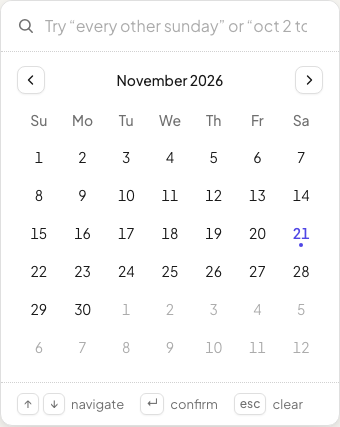 Try “every other sunday” or “oct 2 to
November 2026
Su Mo Tu We Th Fr Sa
1 2 3 4 5 6 7
8 9 10 11 12 13 14
15 16 17 18 19 20 21
22 23 24 25 26 27 28
29 30 1 2 3 4 5
6 7 8 9 10 11 12
↑ ↓ navigate ↵ confirm esc clear